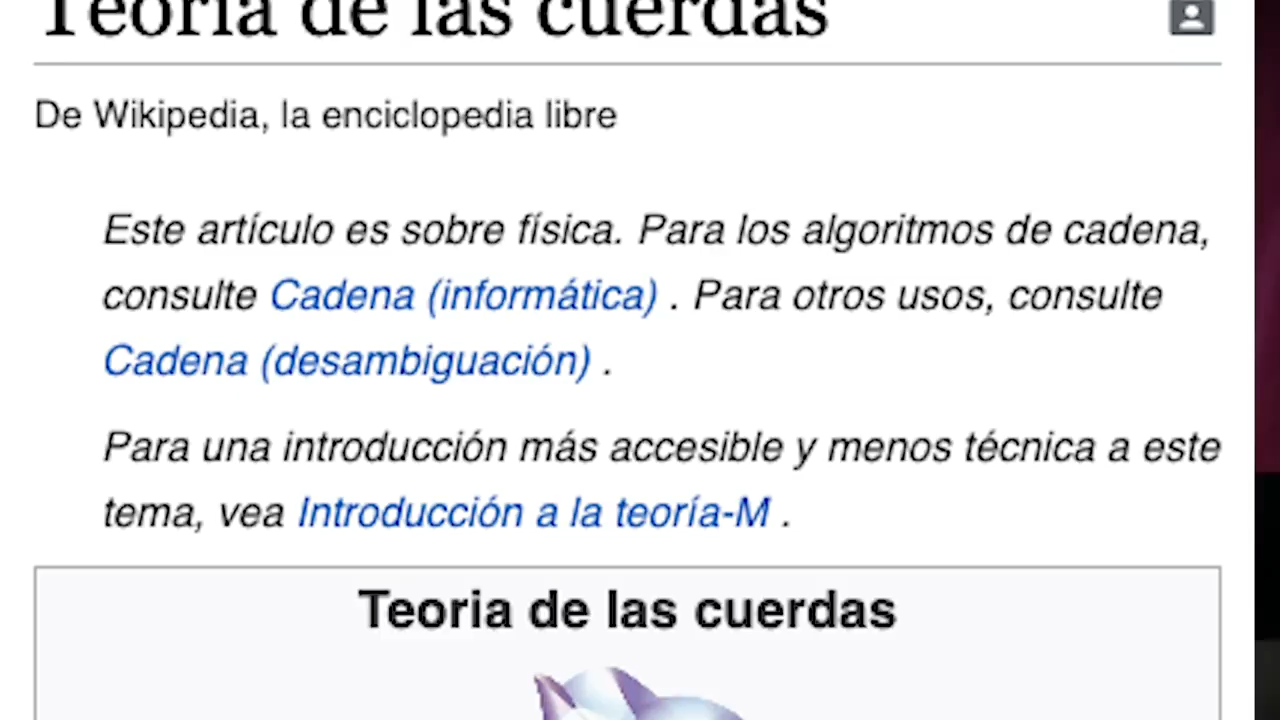 Teoría de las cuerdas
De Wikipedia, la enciclopedia libre
Este artículo es sobre física. Para los algoritmos de cadena,
consulte Cadena (informática) . Para otros usos, consulte
Cadena (desambiguación) .
Para una introducción más accesible y menos técnica a este
tema, vea Introducción a la teoría-M .
Teoria de las cuerdas